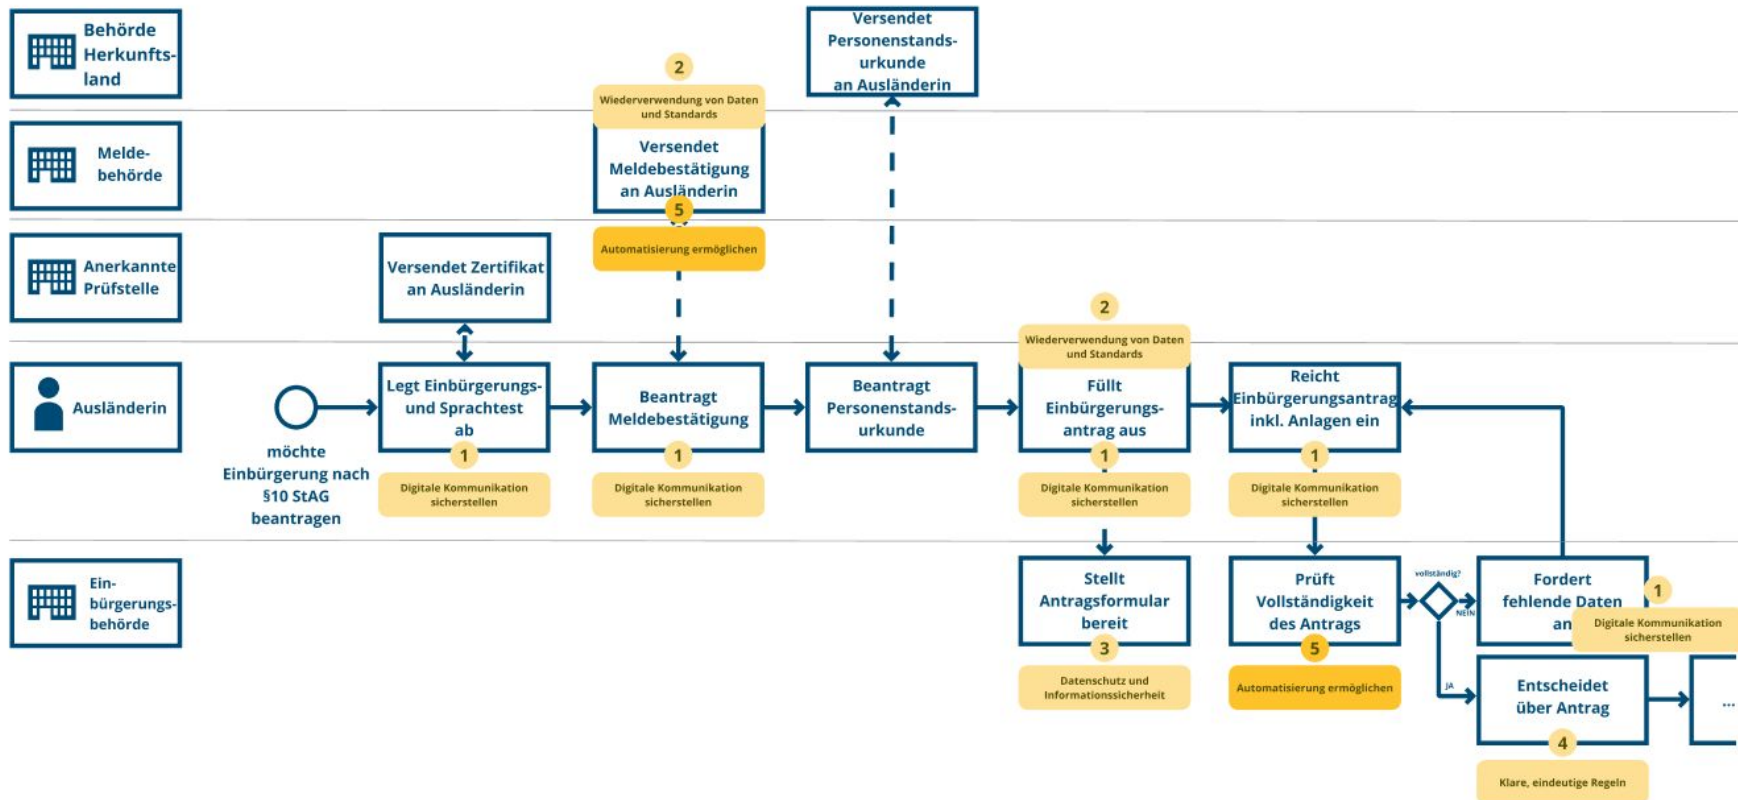 Behörde
Herkunfts-
land
Versendet
Personenstands-
urkunde
an Ausländerin
2
Wiederverwendung von Daten
und Standards
Melde-
behörde
Versendet
Meldebestätigung
an Ausländerin
5
Automatisierung ermöglichen
Anerkannte
Prüfstelle
Versendet Zertifikat
an Ausländerin
2
Wiederverwendung von Daten
und Standards
Ausländerin
möchte
Einbürgerung nach
§10 StAG
beantragen
Legt Einbürgerungs-
und Sprachtest
ab
1
Digitale Kommunikation
sicherstellen
Beantragt
Meldebestätigung
1
Digitale Kommunikation
sicherstellen
Beantragt
Personenstands-
urkunde
Füllt
Einbürgerungs-
antrag aus
1
Digitale Kommunikation
sicherstellen
Reicht
Einbürgerungsantrag
inkl. Anlagen ein
1
Digitale Kommunikation
sicherstellen
Ein-
bürgerungs-
behörde
Stellt
Antragsformular
bereit
3
Datenschutz und
Informationssicherheit
Prüft
Vollständigkeit
des Antrags
5
Automatisierung ermöglichen
vollständig?
NEIN
JA
Fordert
fehlende Daten
an
1
Digitale Kommunikation
sicherstellen
Entscheidet
über Antrag
4
Klare, eindeutige Regeln
...